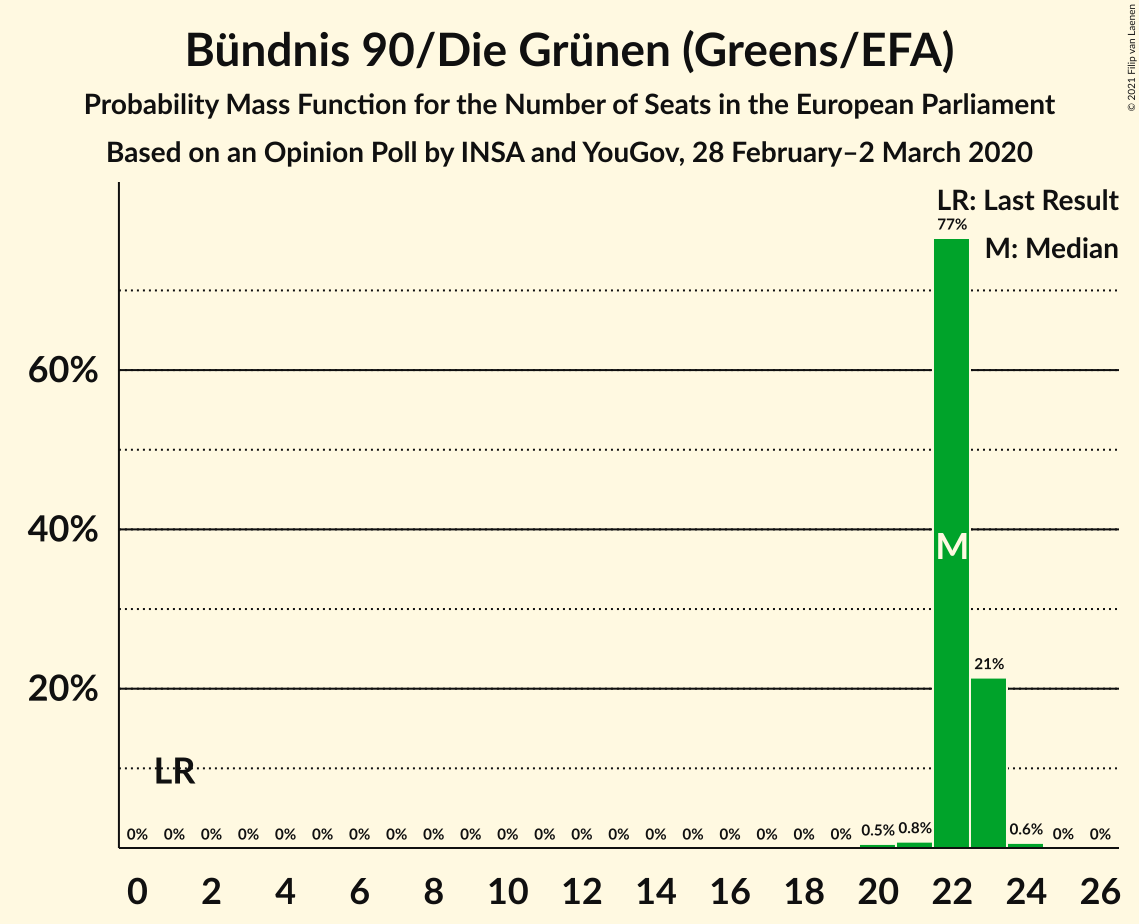 Bündnis 90/Die Grünen (Greens/EFA)
Probability Mass Function for the Number of Seats in the European Parliament
Based on an Opinion Poll by INSA and YouGov, 28 February–2 March 2020
© 2021 Filip van Laenen
LR: Last Result
77%
M: Median
60%
40%
M
21%
20%
LR
0% 0% 0% 0% 0% 0% 0% 0% 0% 0% 0% 0% 0% 0% 0% 0% 0% 0% 0% 0% 0.5% 0.8% 0.6% 0% 0%
0 2 4 6 8 10 12 14 16 18 20 22 24 26